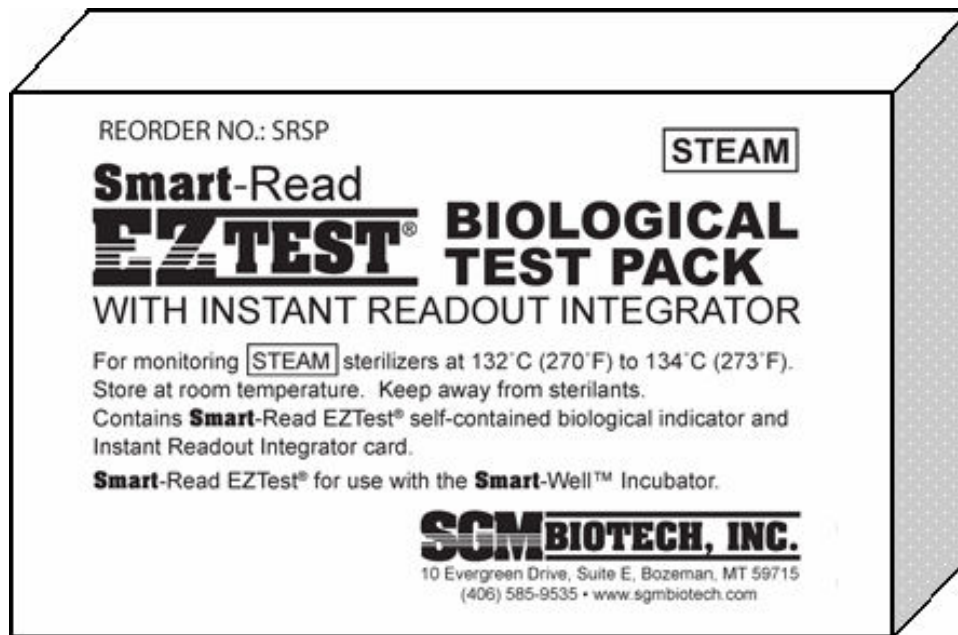 REORDER NO.: SRSP
STEAM
Smart-Read
EZTEST® BIOLOGICAL
TEST PACK
WITH INSTANT READOUT INTEGRATOR
For monitoring STEAM sterilizers at 132˚C (270˚F) to 134˚C (273˚F).
Store at room temperature. Keep away from sterilants.
Contains Smart-Read EZTest® self-contained biological indicator and
Instant Readout Integrator card.
Smart-Read EZTest® for use with the Smart-Well™ Incubator.
SGM BIOTECH, INC.
10 Evergreen Drive, Suite E, Bozeman, MT 59715
(406) 585-9535 • www.sgmbiotech.com